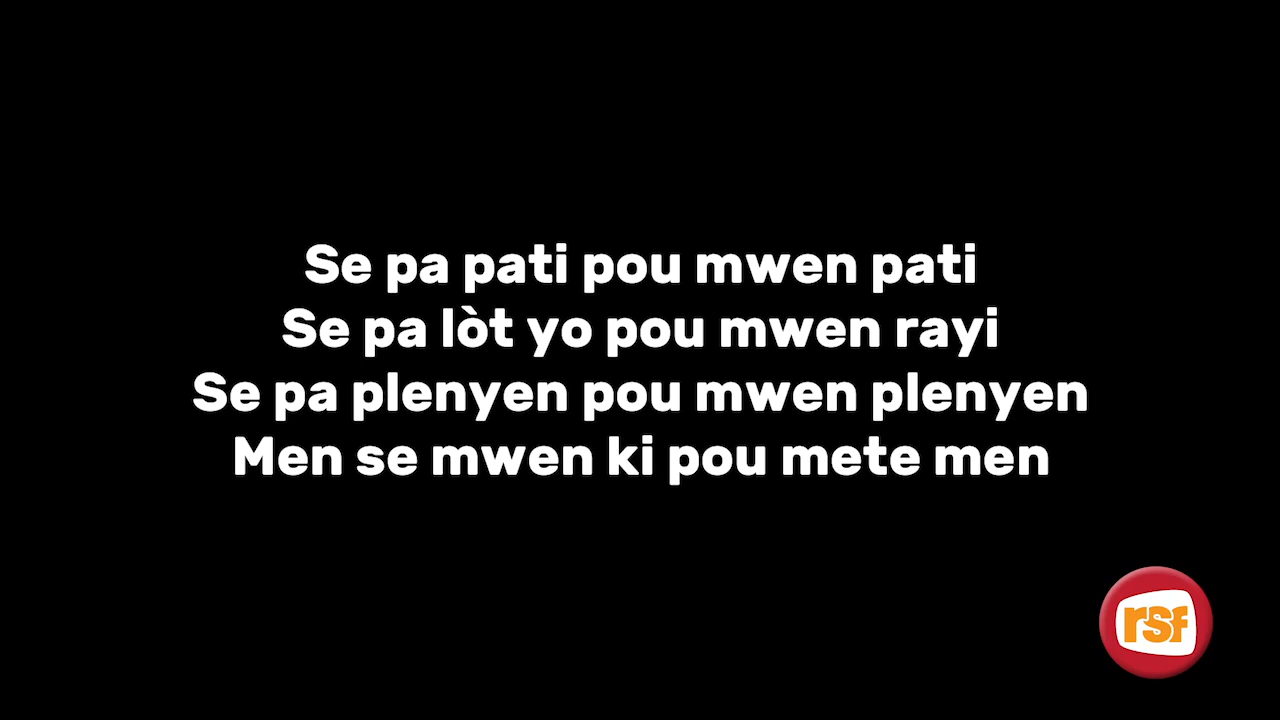 Se pa pati pou mwen pati
Se pa lòt yo pou mwen rayi
Se pa plenyen pou mwen plenyen
Men se mwen ki pou mete men
rsf